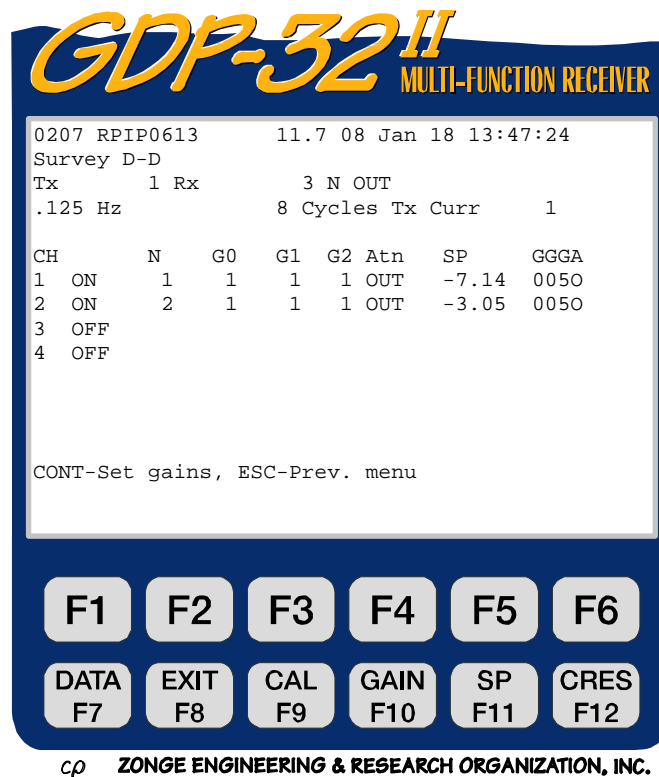 GDP-32 II
MULTI-FUNCTION RECEIVER
0207 RPIP0613 11.7 08 Jan 18 13:47:24
Survey D-D
Tx 1 Rx 3 N OUT
.125 Hz 8 Cycles Tx Curr 1
CH N G0 G1 G2 Atn SP GGGA
1 ON 1 1 1 1 OUT -7.14 005O
2 ON 2 1 1 1 OUT -3.05 005O
3 OFF
4 OFF
CONT-Set gains, ESC-Prev. menu
F1 F2 F3 F4 F5 F6
DATA EXIT CAL GAIN SP CRES
F7 F8 F9 F10 F11 F12
cp ZONGE ENGINEERING & RESEARCH ORGANIZATION, INC.